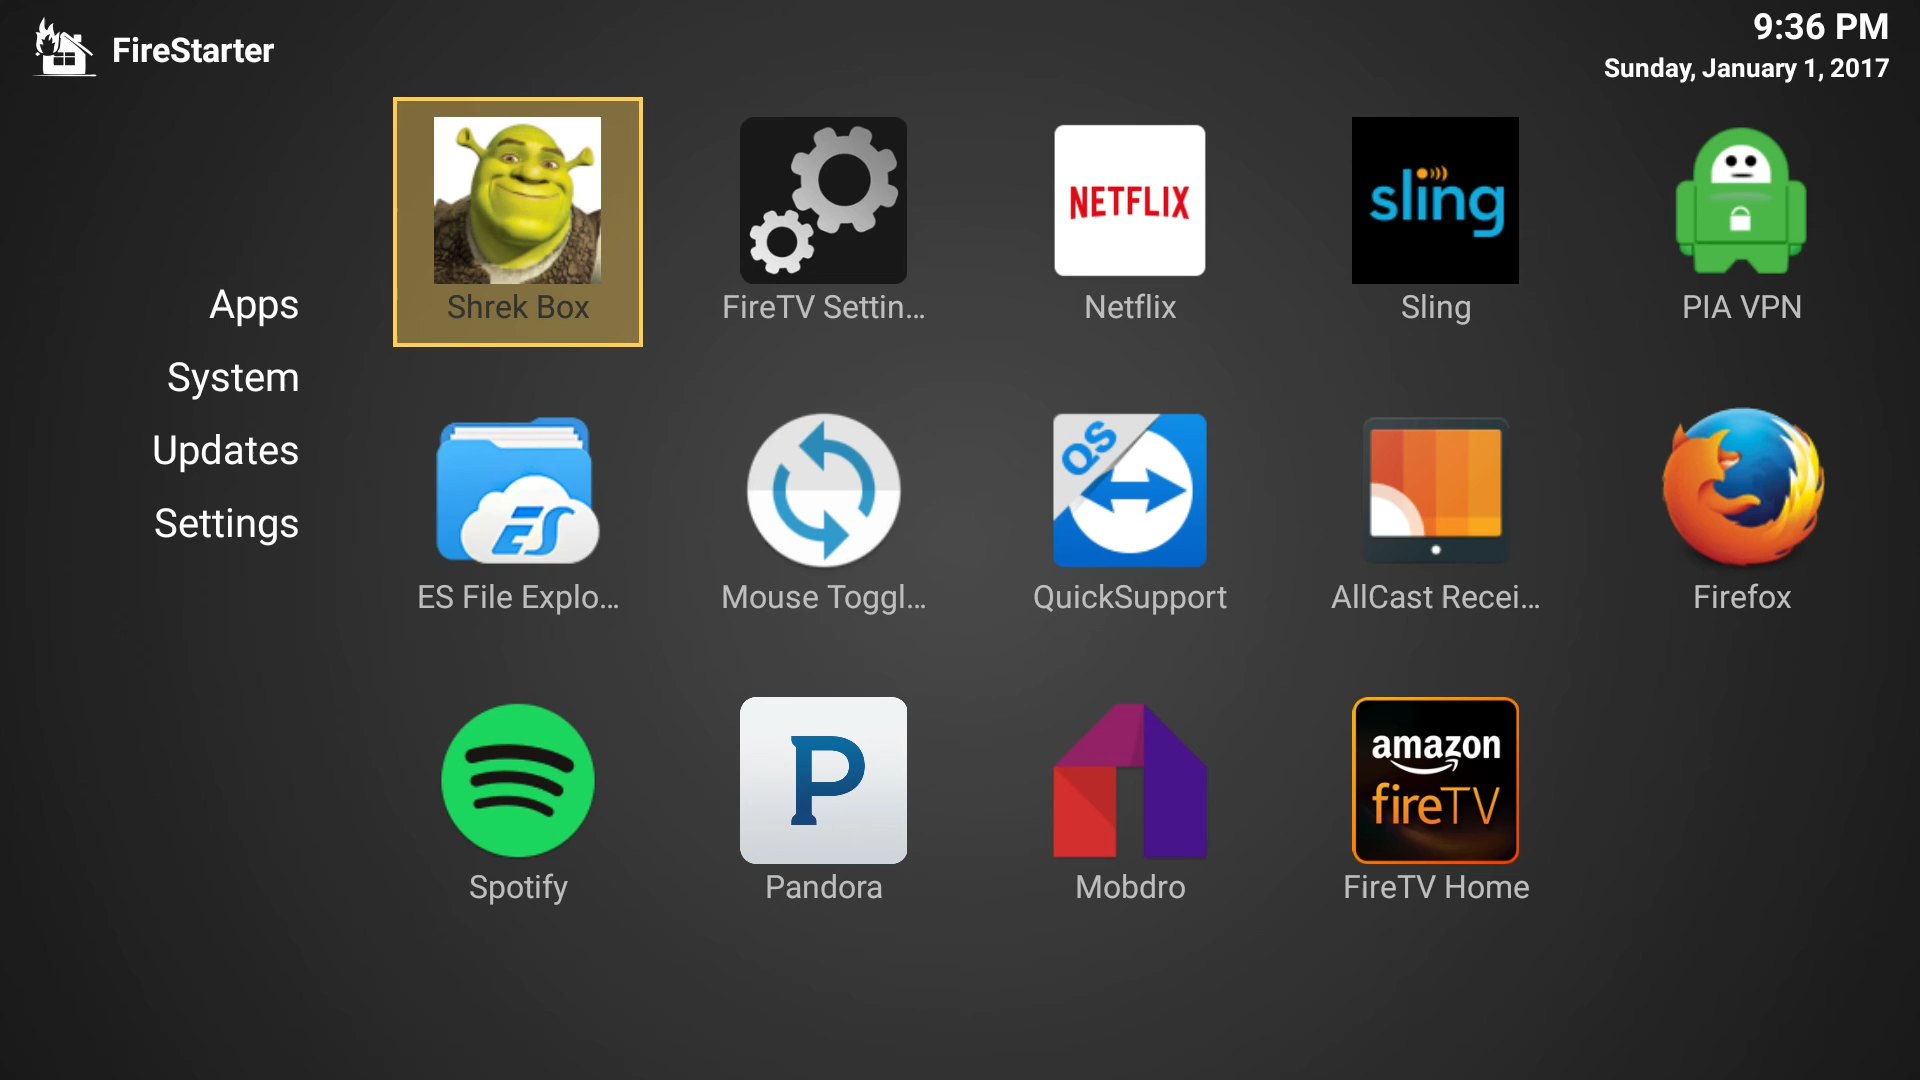 FireStarter
9:36 PM
Sunday, January 1, 2017
Apps
System
Updates
Settings
Shrek Box
NETFLIX
sling
FireTV Settin...
Netflix
Sling
PIA VPN
ES
QS
ES File Explo...
Mouse Toggl...
QuickSupport
AllCast Recei...
Firefox
P
amazon
fireTV
Spotify
Pandora
Mobdro
FireTV Home